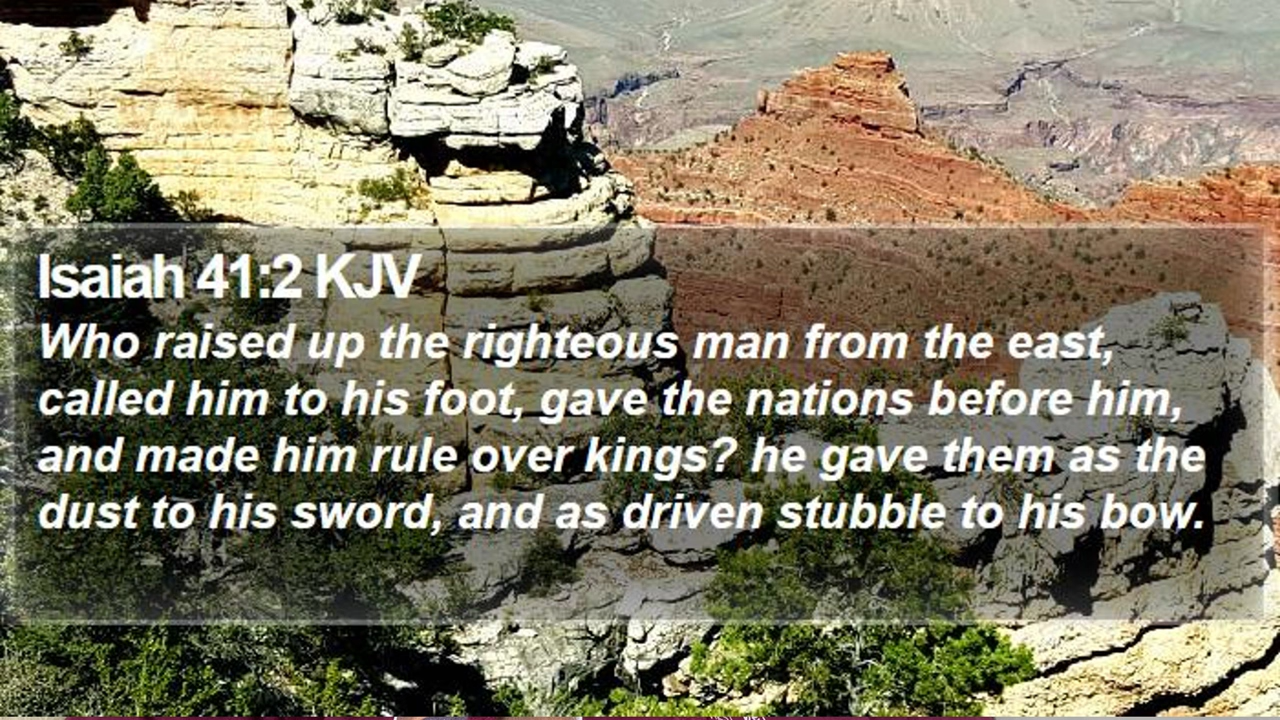 Isaiah 41:2 KJV
Who raised up the righteous man from the east,
called him to his foot, gave the nations before him,
and made him rule over kings? he gave them as the
dust to his sword, and as driven stubble to his bow.